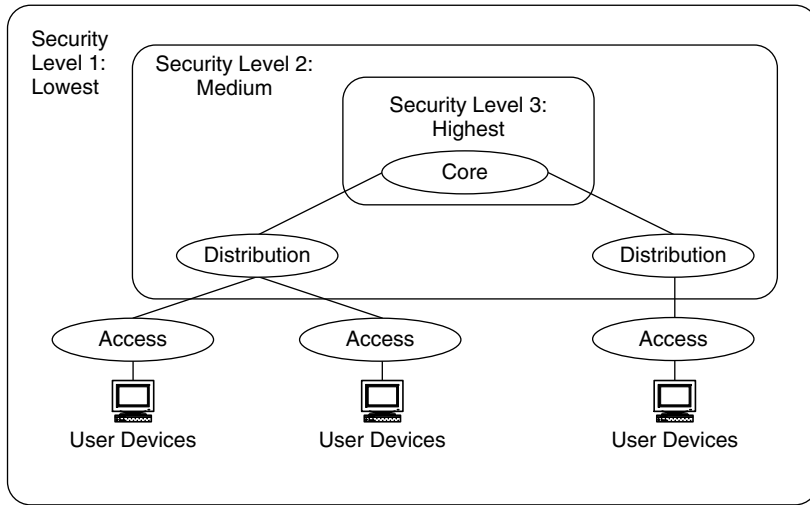 Security
Level 1:
Lowest
Security Level 2:
Medium
Security Level 3:
Highest
Core
Distribution
Distribution
Access
Access
Access
User Devices
User Devices
User Devices